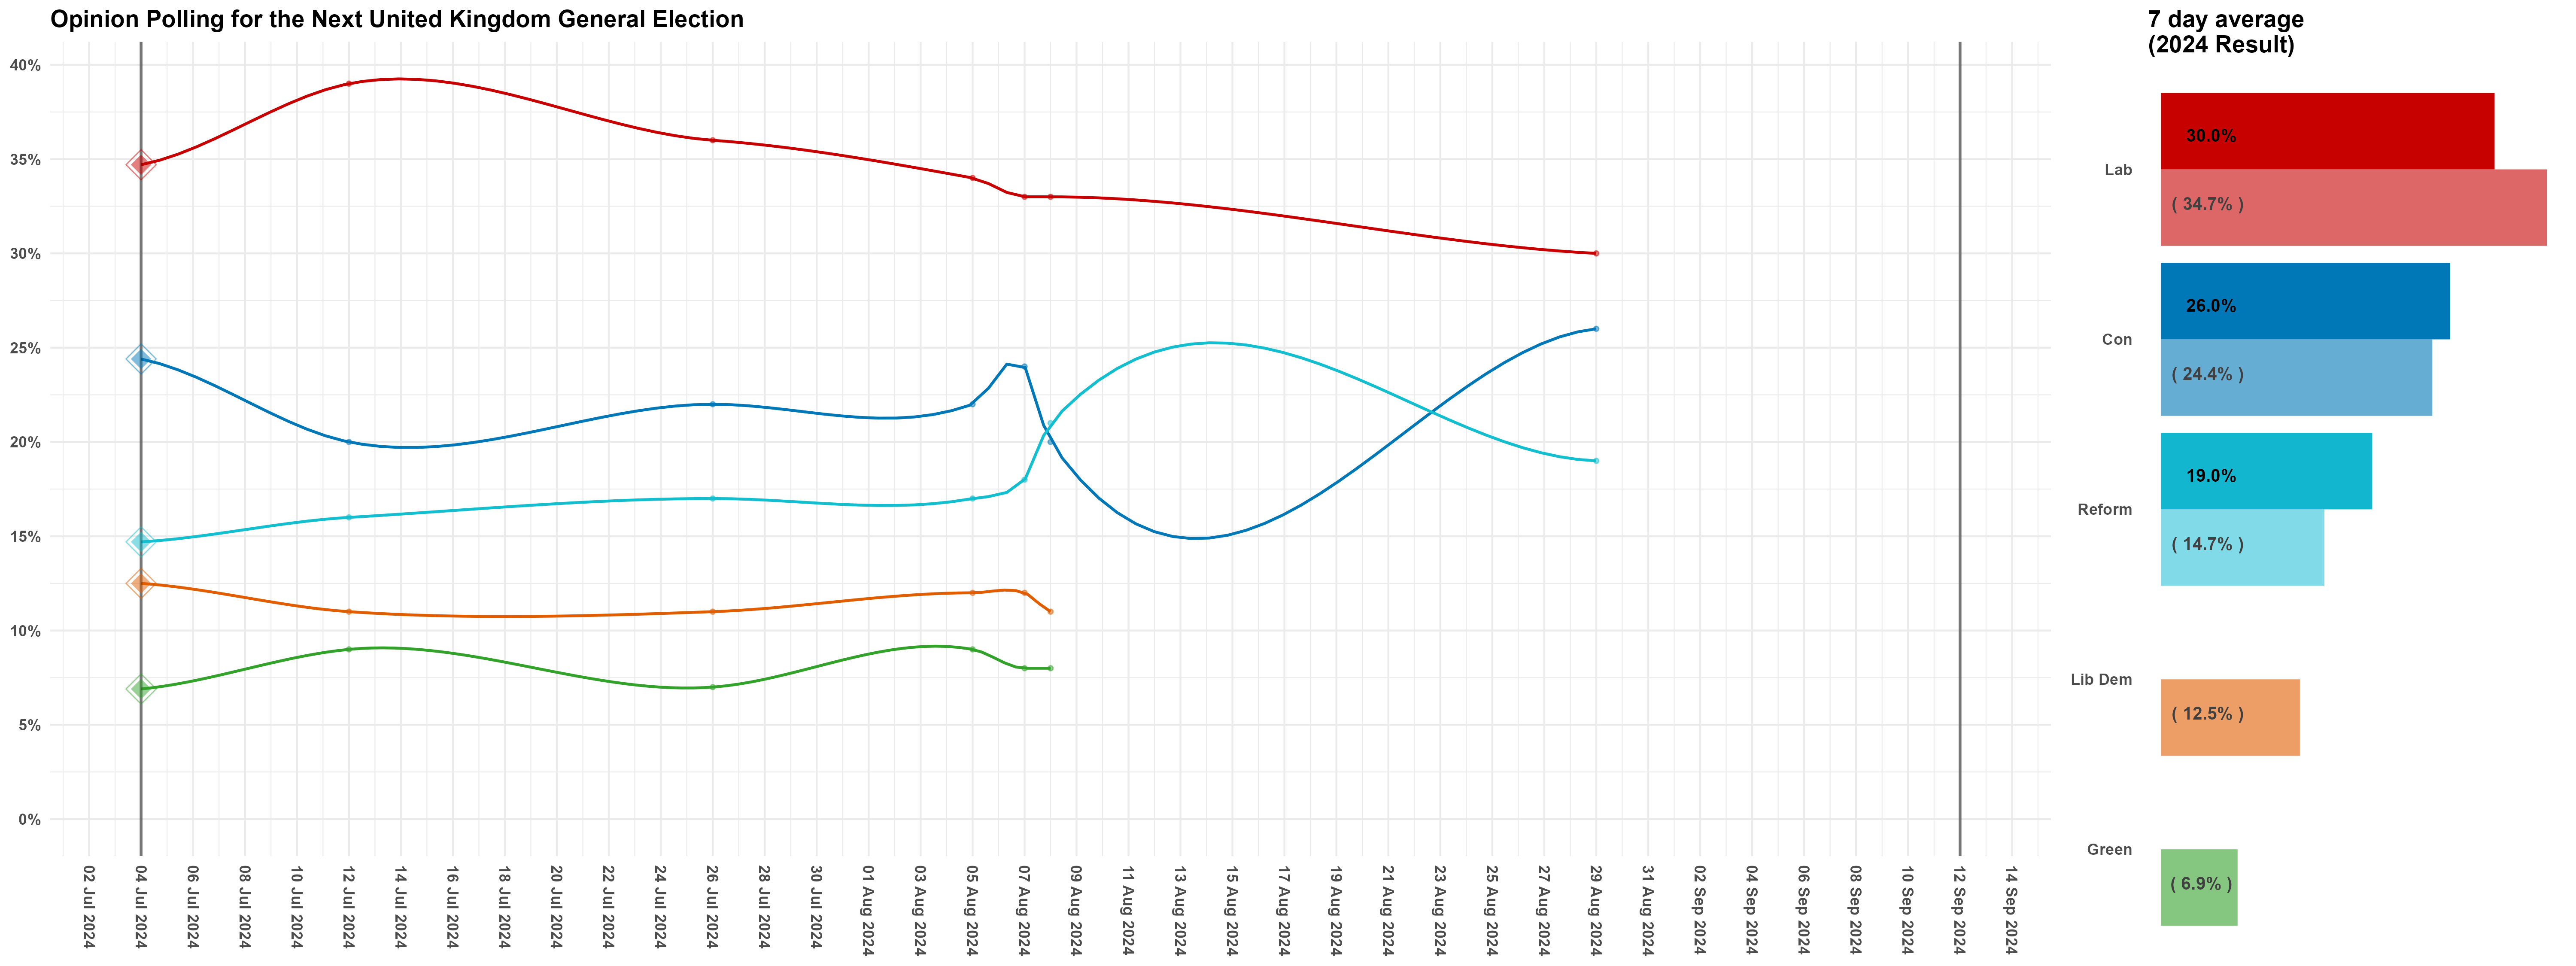 Opinion Polling for the Next United Kingdom General Election
40%
35%
30%
25%
20%
15%
10%
5%
0%
02 Jul 2024
04 Jul 2024
06 Jul 2024
08 Jul 2024
10 Jul 2024
12 Jul 2024
14 Jul 2024
16 Jul 2024
18 Jul 2024
20 Jul 2024
22 Jul 2024
24 Jul 2024
26 Jul 2024
28 Jul 2024
30 Jul 2024
01 Aug 2024
03 Aug 2024
05 Aug 2024
07 Aug 2024
09 Aug 2024
11 Aug 2024
13 Aug 2024
15 Aug 2024
17 Aug 2024
19 Aug 2024
21 Aug 2024
23 Aug 2024
25 Aug 2024
27 Aug 2024
29 Aug 2024
31 Aug 2024
02 Sep 2024
04 Sep 2024
06 Sep 2024
08 Sep 2024
10 Sep 2024
12 Sep 2024
14 Sep 2024
7 day average
(2024 Result)
30.0%
Lab
( 34.7% )
26.0%
Con
( 24.4% )
19.0%
Reform
( 14.7% )
Lib Dem
( 12.5% )
Green
( 6.9% )